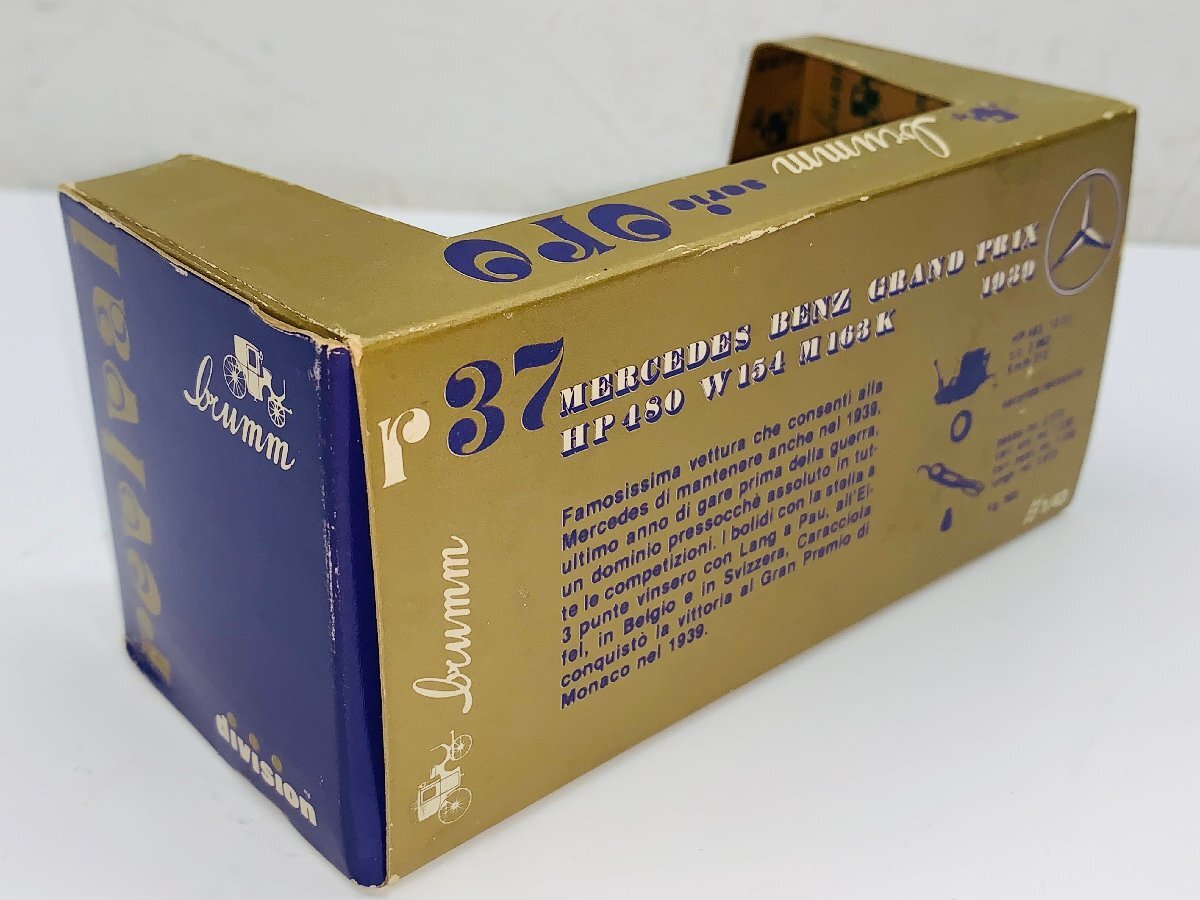 brumm
serie oro
revival
brumm
division
r37
MERCEDES BENZ GRAND PRIX
1939
HP 480 W 154 M 163 K
Famosissima vettura che consenti alla
Mercedes di mantenere anche nel 1939,
ultimo anno di gare prima della guerra,
un dominio pressocchè assoluto in tut-
te le competizioni. I bolidi con la stella a
3 punte vinsero con Lang a Pau, all'Ei-
fel, in Belgio e in Svizzera, Caracciola
conquistò la vittoria al Gran Premio di
Monaco nel 1939.
brumm